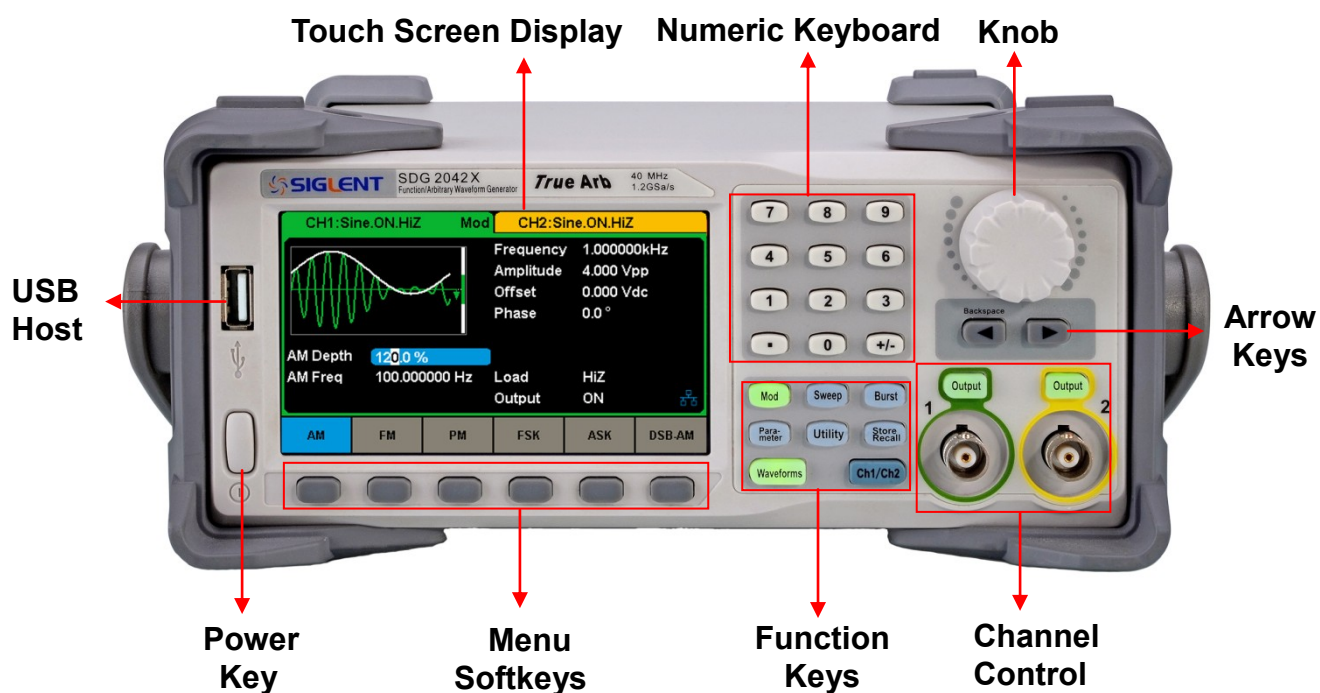 Touch Screen Display
Numeric Keyboard
Knob
SIGLENT
SDG 2042X
Function/Arbitrary Waveform Generator
True Arb
40 MHz
1.2GSa/s
CH1:Sine.ON.HiZ Mod
CH2:Sine.ON.HiZ
Frequency 1.000000kHz
Amplitude 4.000 Vpp
Offset 0.000 Vdc
Phase 0.0 °
AM Depth 120.0 %
AM Freq 100.000000 Hz
Load HiZ
Output ON
AM FM PM FSK ASK DSB-AM
7 8 9
4 5 6
1 2 3
. 0 +/-
Backspace
Mod Sweep Burst
Para-
meter
Utility
Store
Recall
Waveforms Ch1/Ch2
Output Output
1 2
USB
Host
Arrow
Keys
Power
Key
Menu
Softkeys
Function
Keys
Channel
Control